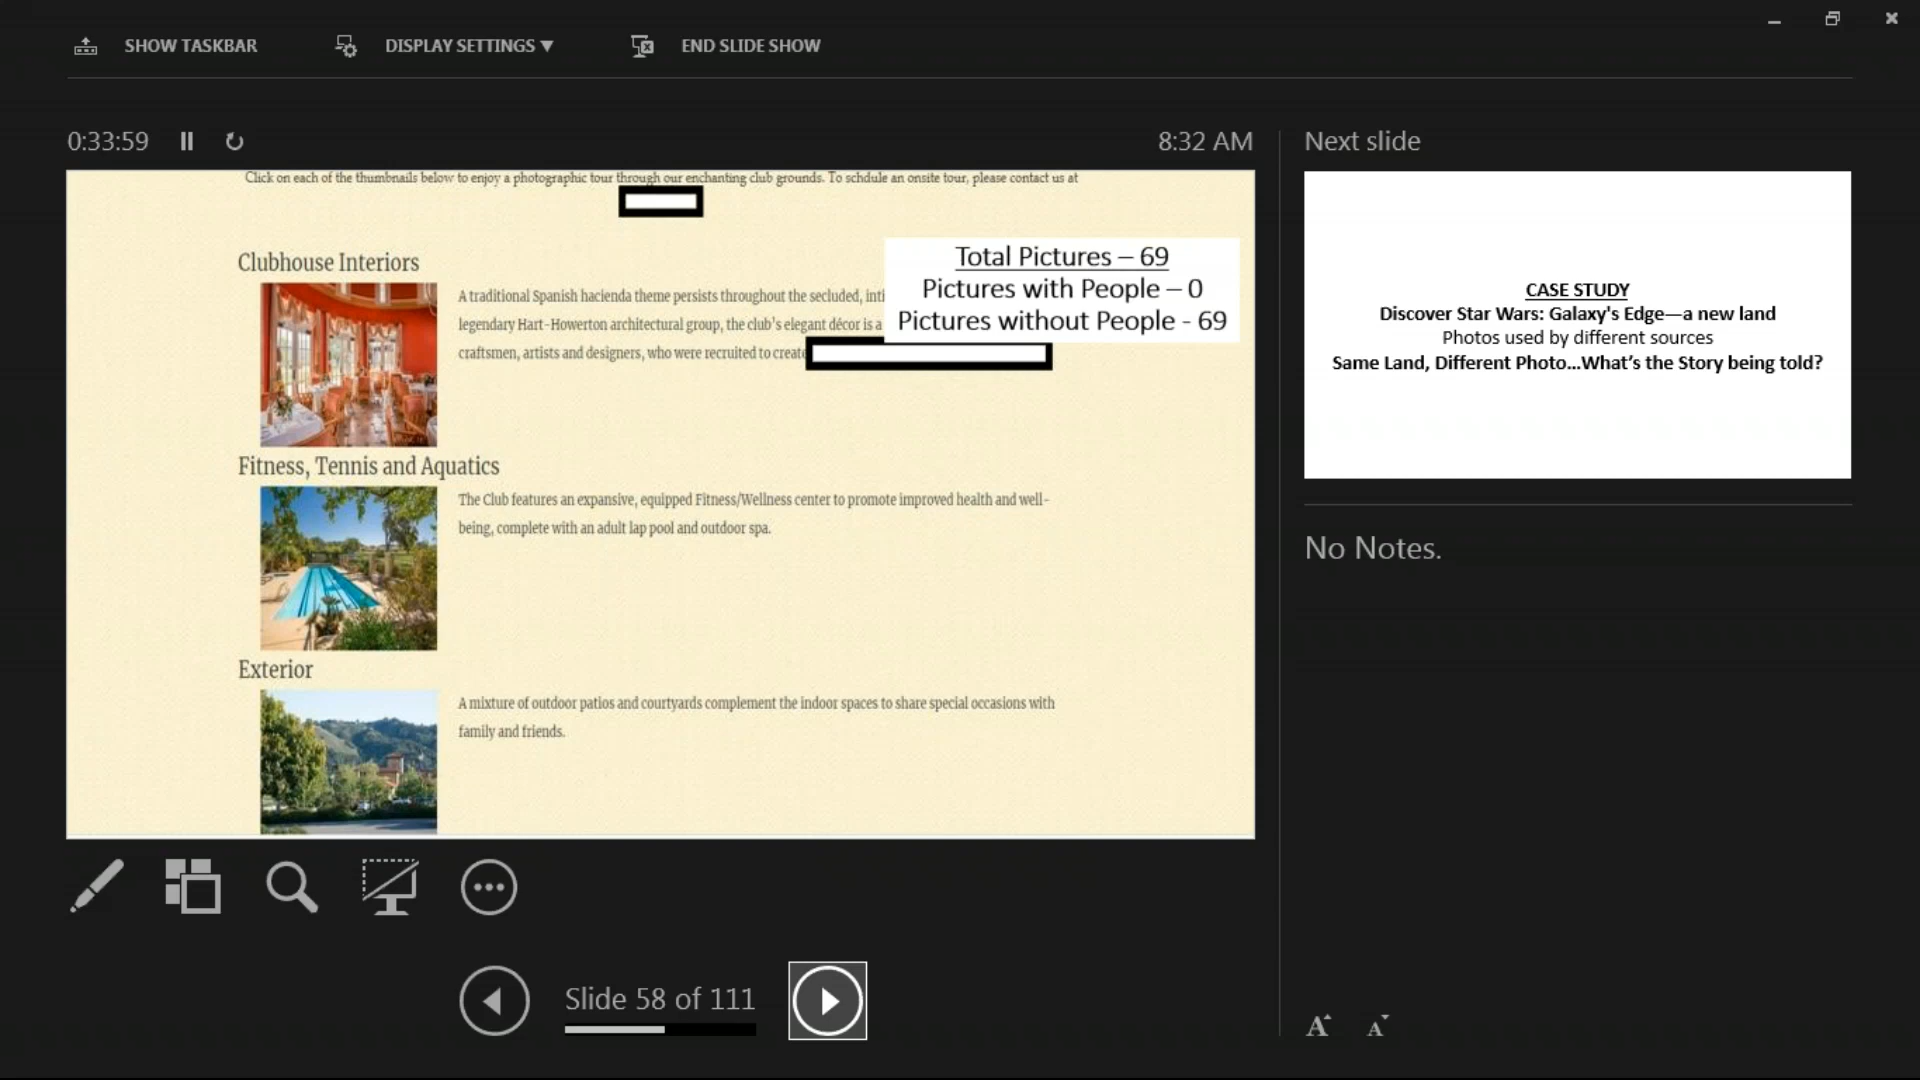 SHOW TASKBAR
DISPLAY SETTINGS ▼
END SLIDE SHOW
0:33:59
8:32 AM
Next slide
Click on each of the thumbnails below to enjoy a photographic tour through our enchanting club grounds. To schdule an onsite tour, please contact us at
Total Pictures – 69
Pictures with People – 0
Pictures without People - 69
Clubhouse Interiors
A traditional Spanish hacienda theme persists throughout the secluded,
legendary Hart-Howerton architectural group, the club's elegant décor is a
craftsmen, artists and designers, who were recruited to create
Fitness, Tennis and Aquatics
The Club features an expansive, equipped Fitness/Wellness center to promote improved health and well-
being, complete with an adult lap pool and outdoor spa.
Exterior
A mixture of outdoor patios and courtyards complement the indoor spaces to share special occasions with
family and friends.
CASE STUDY
Discover Star Wars: Galaxy's Edge—a new land
Photos used by different sources
Same Land, Different Photo...What's the Story being told?
No Notes.
Slide 58 of 111
A
A